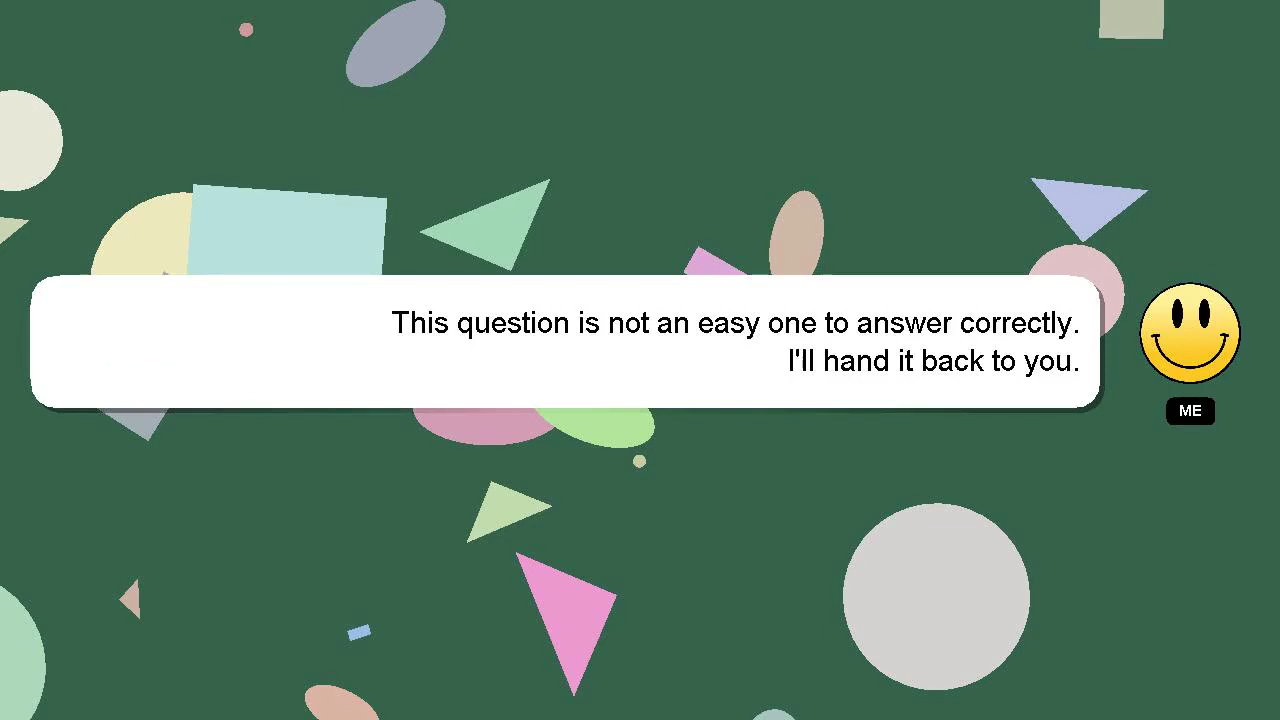 This question is not an easy one to answer correctly.
I'll hand it back to you.
ME